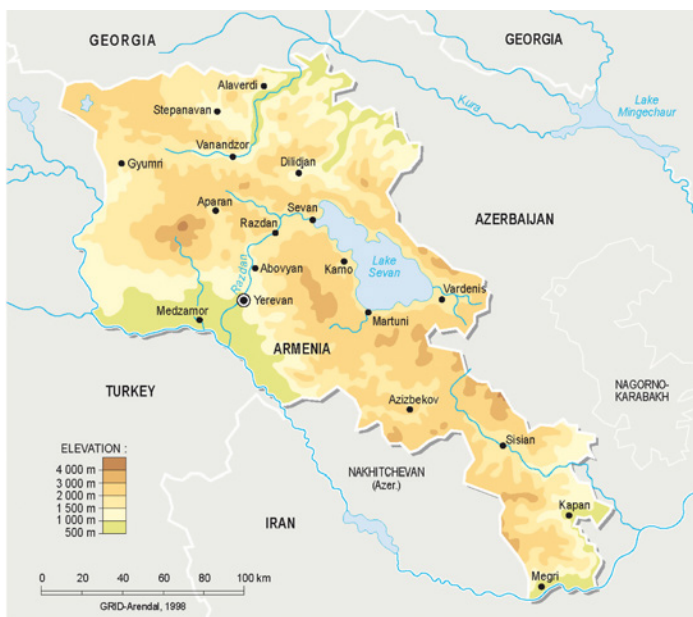 GEORGIA
GEORGIA
Alaverdi
Kura
Lake
Mingechaur
Stepanavan
Vanandzor
Gyumri
Dilidjan
Aparan
Sevan
AZERBAIJAN
Razdan
Lake
Sevan
Kamo
Abovyan
Razdan
Vardenis
Yerevan
Medzamor
Martuni
ARMENIA
NAGORNO-
KARABAKH
TURKEY
Azizbekov
Sisian
ELEVATION :
4 000 m
3 000 m
2 000 m
1 500 m
1 000 m
500 m
NAKHITCHEVAN
(Azer.)
Kapan
IRAN
Megri
0 20 40 60 80 100 km
GRID-Arendal, 1998